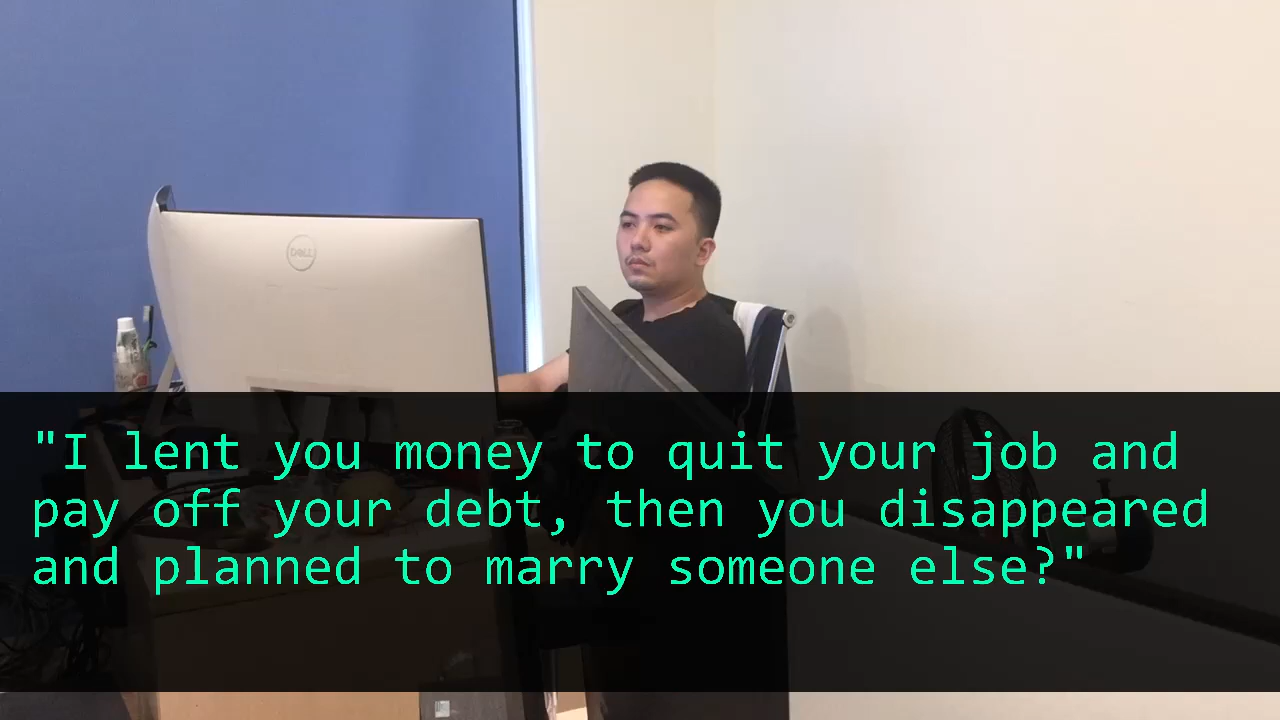 DELL
"I lent you money to quit your job and
pay off your debt, then you disappeared
and planned to marry someone else?"